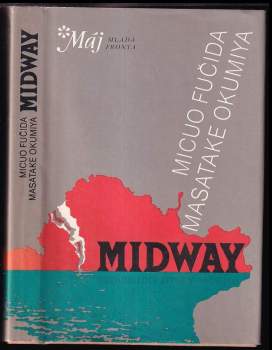 MICUO FUČIDA
MASATAKE OKUMIYA
MIDWAY
*Máj MLADÁ
FRONTA
MICUO FUČIDA
MASATAKE OKUMIYA
MIDWAY